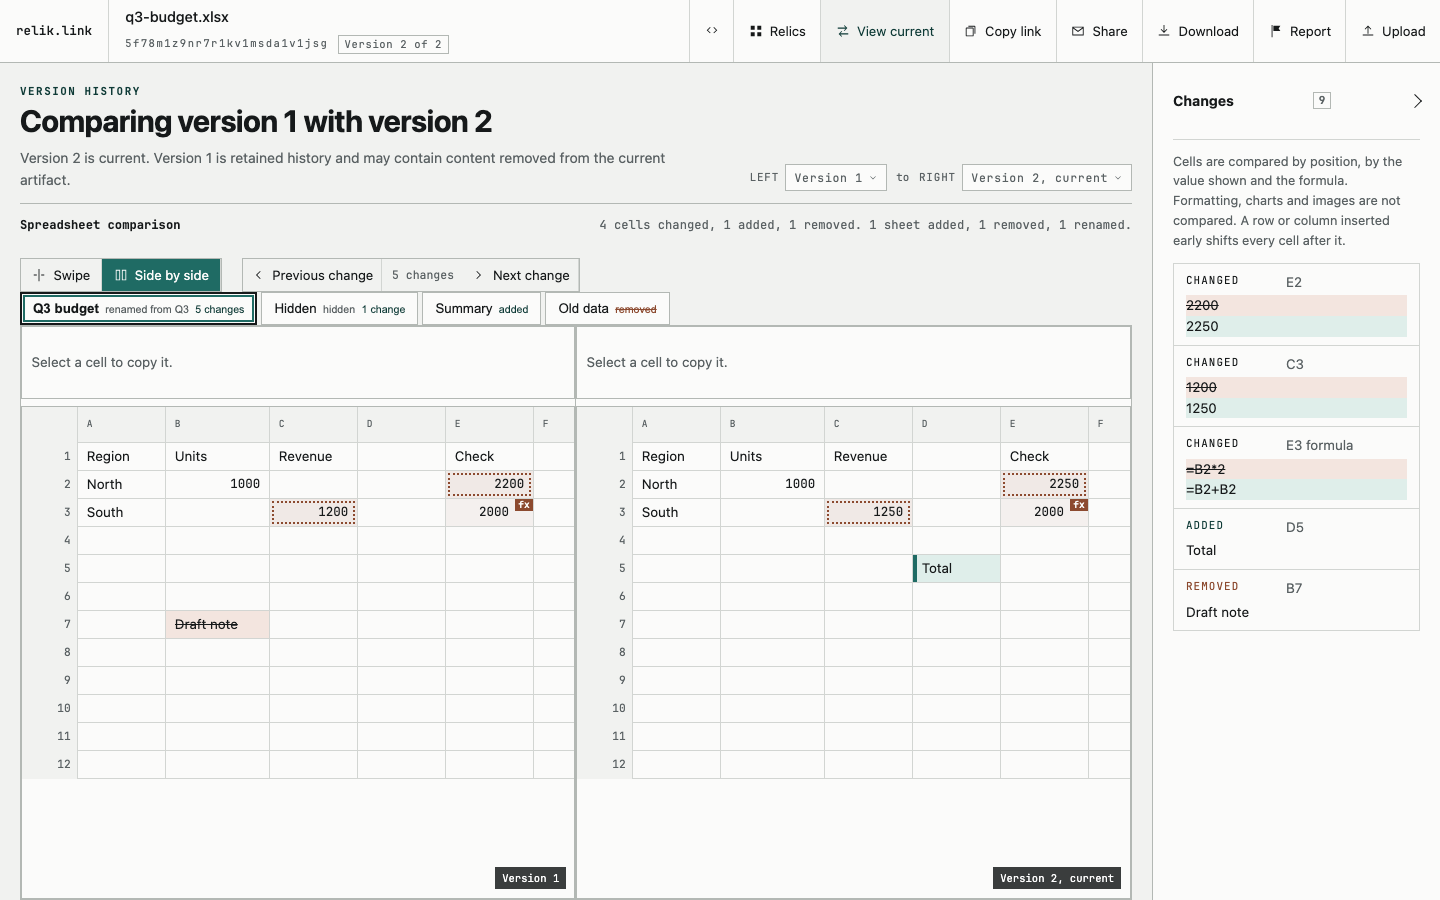 relik.link
q3-budget.xlsx
5f78m1z9nr7r1kv1msda1v1jsg Version 2 of 2
Relics
View current
Copy link
Share
Download
Report
Upload
VERSION HISTORY
Comparing version 1 with version 2
Version 2 is current. Version 1 is retained history and may contain content removed from the current
artifact.
LEFT Version 1 to RIGHT Version 2, current
Spreadsheet comparison
4 cells changed, 1 added, 1 removed. 1 sheet added, 1 removed, 1 renamed.
Swipe Side by side Previous change 5 changes Next change
Q3 budget renamed from Q3 5 changes Hidden hidden 1 change Summary added Old data removed
Select a cell to copy it.
A B C D E F
1 Region Units Revenue Check
2 North 1000 2200
3 South 1200 2000 fx
4
5
6
7 Draft note
8
9
10
11
12
Version 1
Select a cell to copy it.
A B C D E F
1 Region Units Revenue Check
2 North 1000 2250
3 South 1250 2000 fx
4
5 Total
6
7
8
9
10
11
12
Version 2, current
Changes 9
Cells are compared by position, by the
value shown and the formula.
Formatting, charts and images are not
compared. A row or column inserted
early shifts every cell after it.
CHANGED E2
2200
2250
CHANGED C3
1200
1250
CHANGED E3 formula
=B2*2
=B2+B2
ADDED D5
Total
REMOVED B7
Draft note